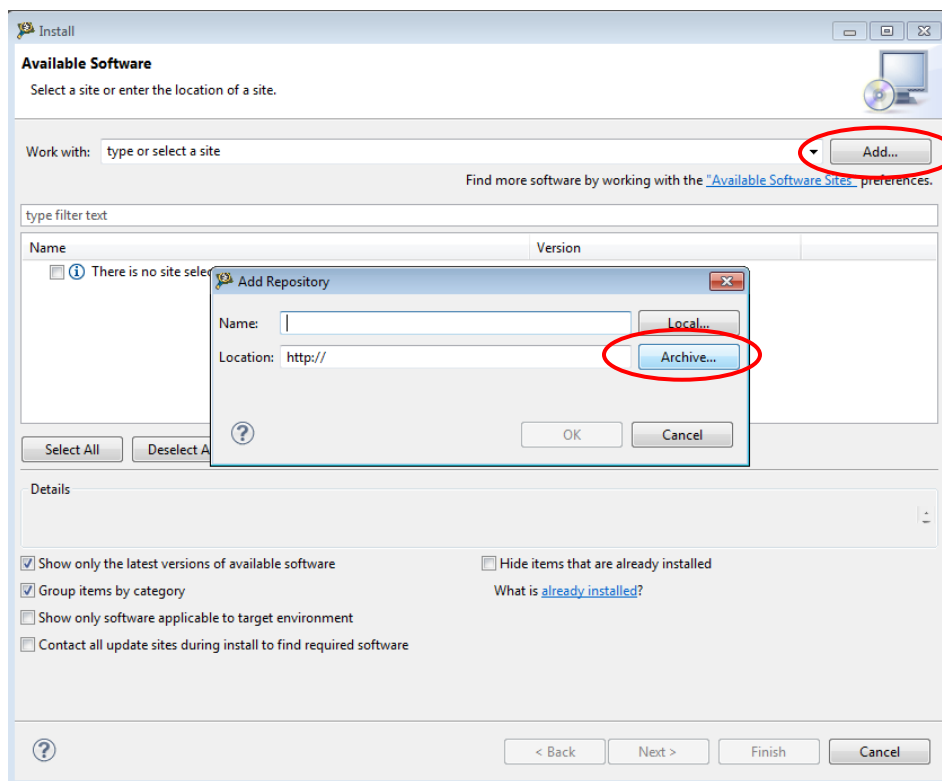 Install
Available Software
Select a site or enter the location of a site.
Work with: type or select a site Add...
Find more software by working with the "Available Software Sites" preferences.
type filter text
Name Version
There is no site selec
Add Repository
Name: Local...
Location: http:// Archive...
OK Cancel
Select All Deselect A
Details
Show only the latest versions of available software Hide items that are already installed
Group items by category What is already installed?
Show only software applicable to target environment
Contact all update sites during install to find required software
< Back Next > Finish Cancel